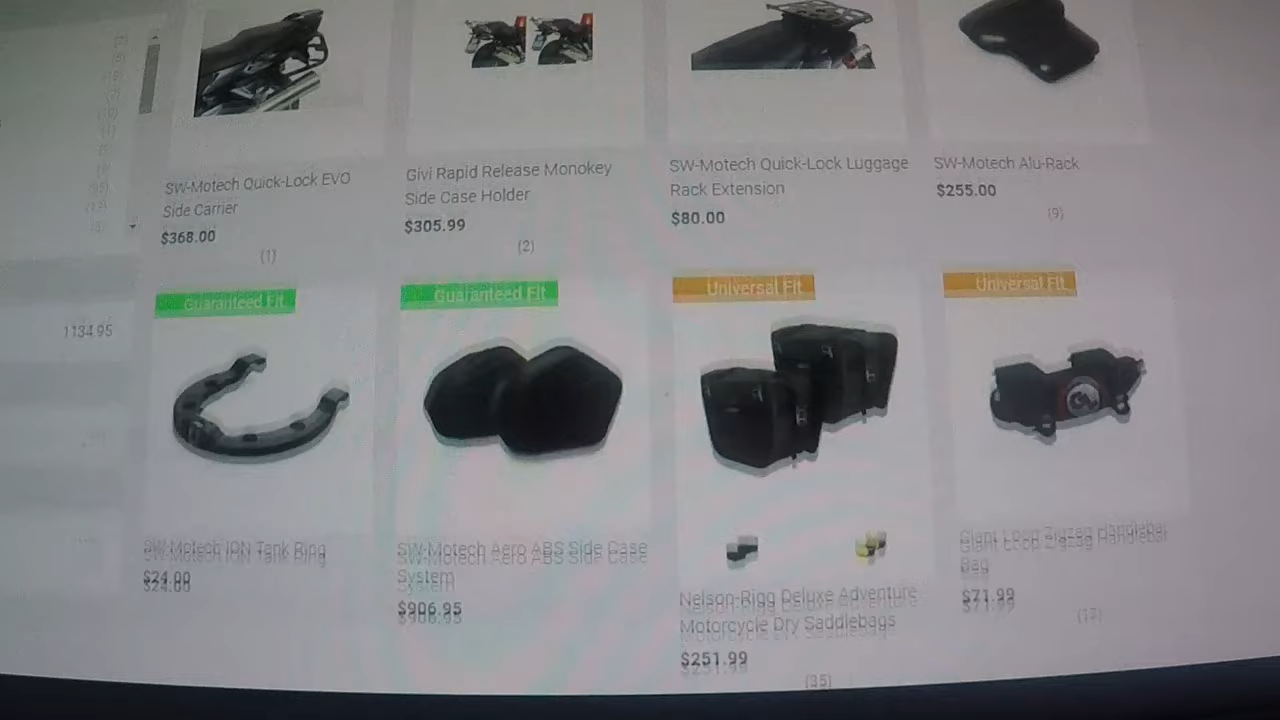 SW-Motech Quick-Lock EVO
Side Carrier
$368.00
(1)
Givi Rapid Release Monokey
Side Case Holder
$305.99
(2)
SW-Motech Quick-Lock Luggage
Rack Extension
$80.00
SW-Motech Alu-Rack
$255.00
(9)
1134.95
Guaranteed Fit
SW-Motech ION Tank Ring
$24.00
Guaranteed Fit
SW-Motech Aero ABS Side Case
System
$906.95
Universal Fit
Nelson-Rigg Deluxe Adventure
Motorcycle Dry Saddlebags
$251.99
(35)
Universal Fit
Giant Loop Zigzag Handlebar
Bag
$71.99
(17)